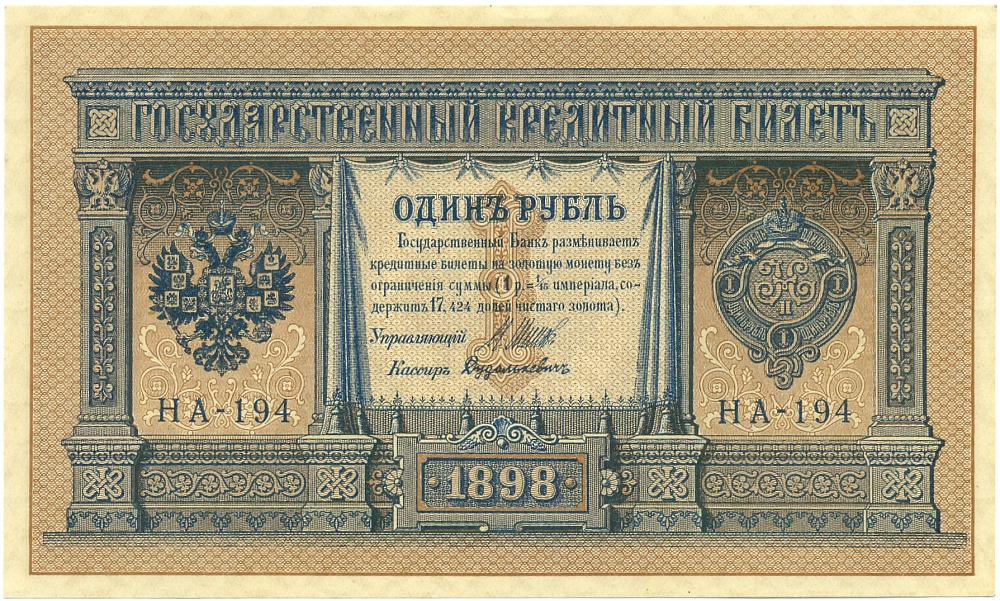 ГОСУДАРСТВЕННЫЙ КРЕДИТНЫЙ БИЛЕТЪ
ОДИНЪ РУБЛЬ
Государственный Банкъ размѣниваетъ
кредитные билеты на золотую монету безъ
ограниченія суммы (1 р. = 1/15 имперіала, со-
держитъ 17,424 долей чистаго золота).
Управляющій
Кассиръ
НА-194
НА-194
1898